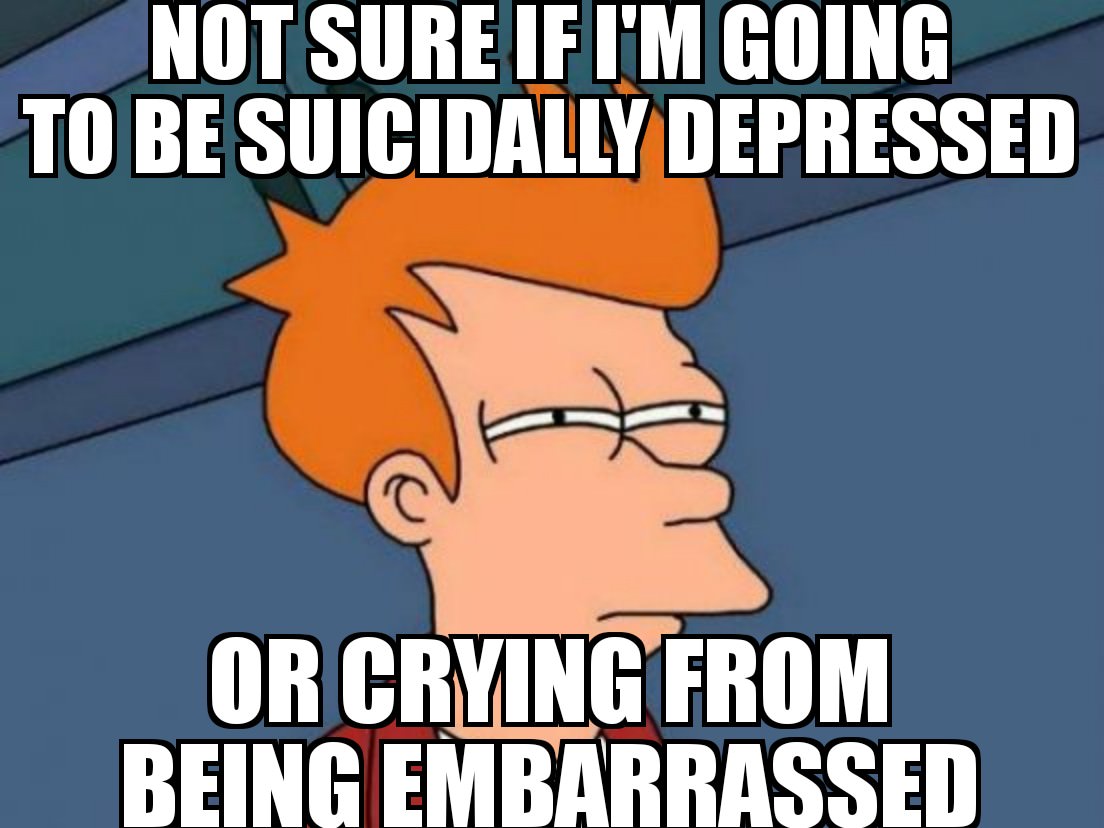 NOT SURE IF I'M GOING
TO BE SUICIDALLY DEPRESSED
OR CRYING FROM
BEING EMBARRASSED